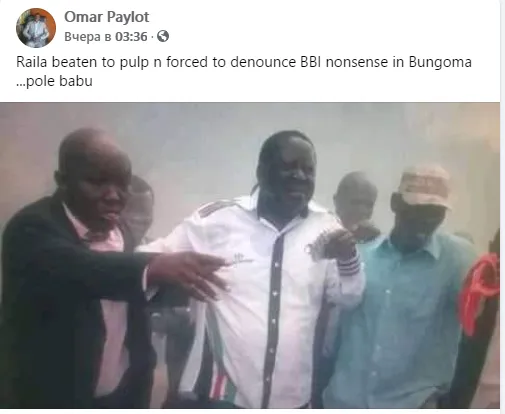 Omar Paylot
Вчера в 03:36 ·
Raila beaten to pulp n forced to denounce BBI nonsense in Bungoma
...pole babu